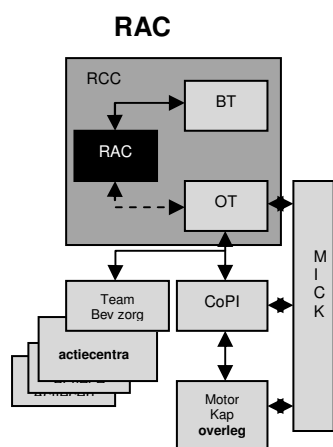 RAC
RCC
BT
RAC
OT
M
I
C
K
Team
Bev zorg
CoPI
actiecentra
Motor
Kap
overleg